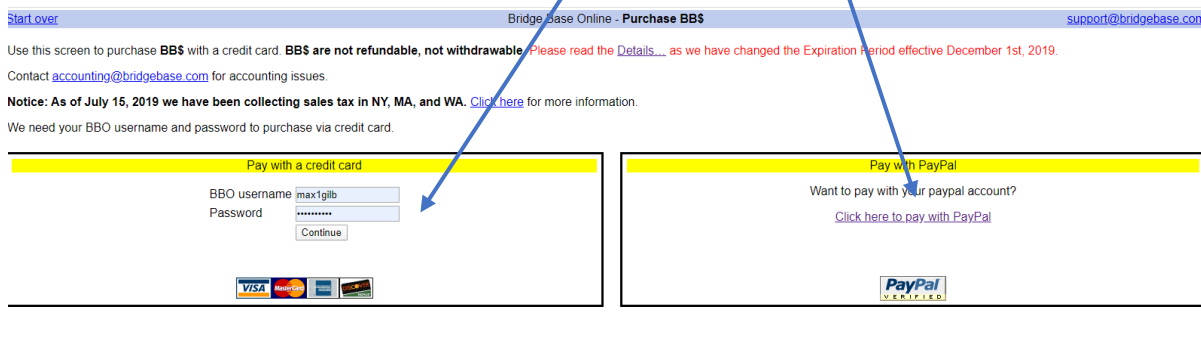 Start over Bridge Base Online - Purchase BB$ support@bridgebase.com
Use this screen to purchase BB$ with a credit card. BB$ are not refundable, not withdrawable. Please read the Details... as we have changed the Expiration Period effective December 1st, 2019.
Contact accounting@bridgebase.com for accounting issues.
Notice: As of July 15, 2019 we have been collecting sales tax in NY, MA, and WA. Click here for more information.
We need your BBO username and password to purchase via credit card.
Pay with a credit card
BBO username max1gilb
Password ••••••••••
Continue
VISA MasterCard DISCOVER
Pay with PayPal
Want to pay with your paypal account?
Click here to pay with PayPal
PayPal
VERIFIED